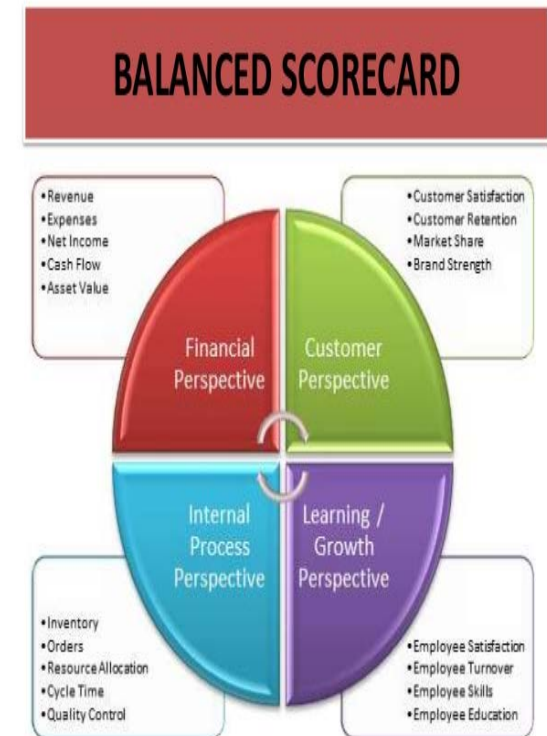 BALANCED SCORECARD
•Revenue
•Expenses
•Net Income
•Cash Flow
•Asset Value
•Customer Satisfaction
•Customer Retention
•Market Share
•Brand Strength
Financial
Perspective
Customer
Perspective
Internal
Process
Perspective
Learning /
Growth
Perspective
•Inventory
•Orders
•Resource Allocation
•Cycle Time
•Quality Control
•Employee Satisfaction
•Employee Turnover
•Employee Skills
•Employee Education